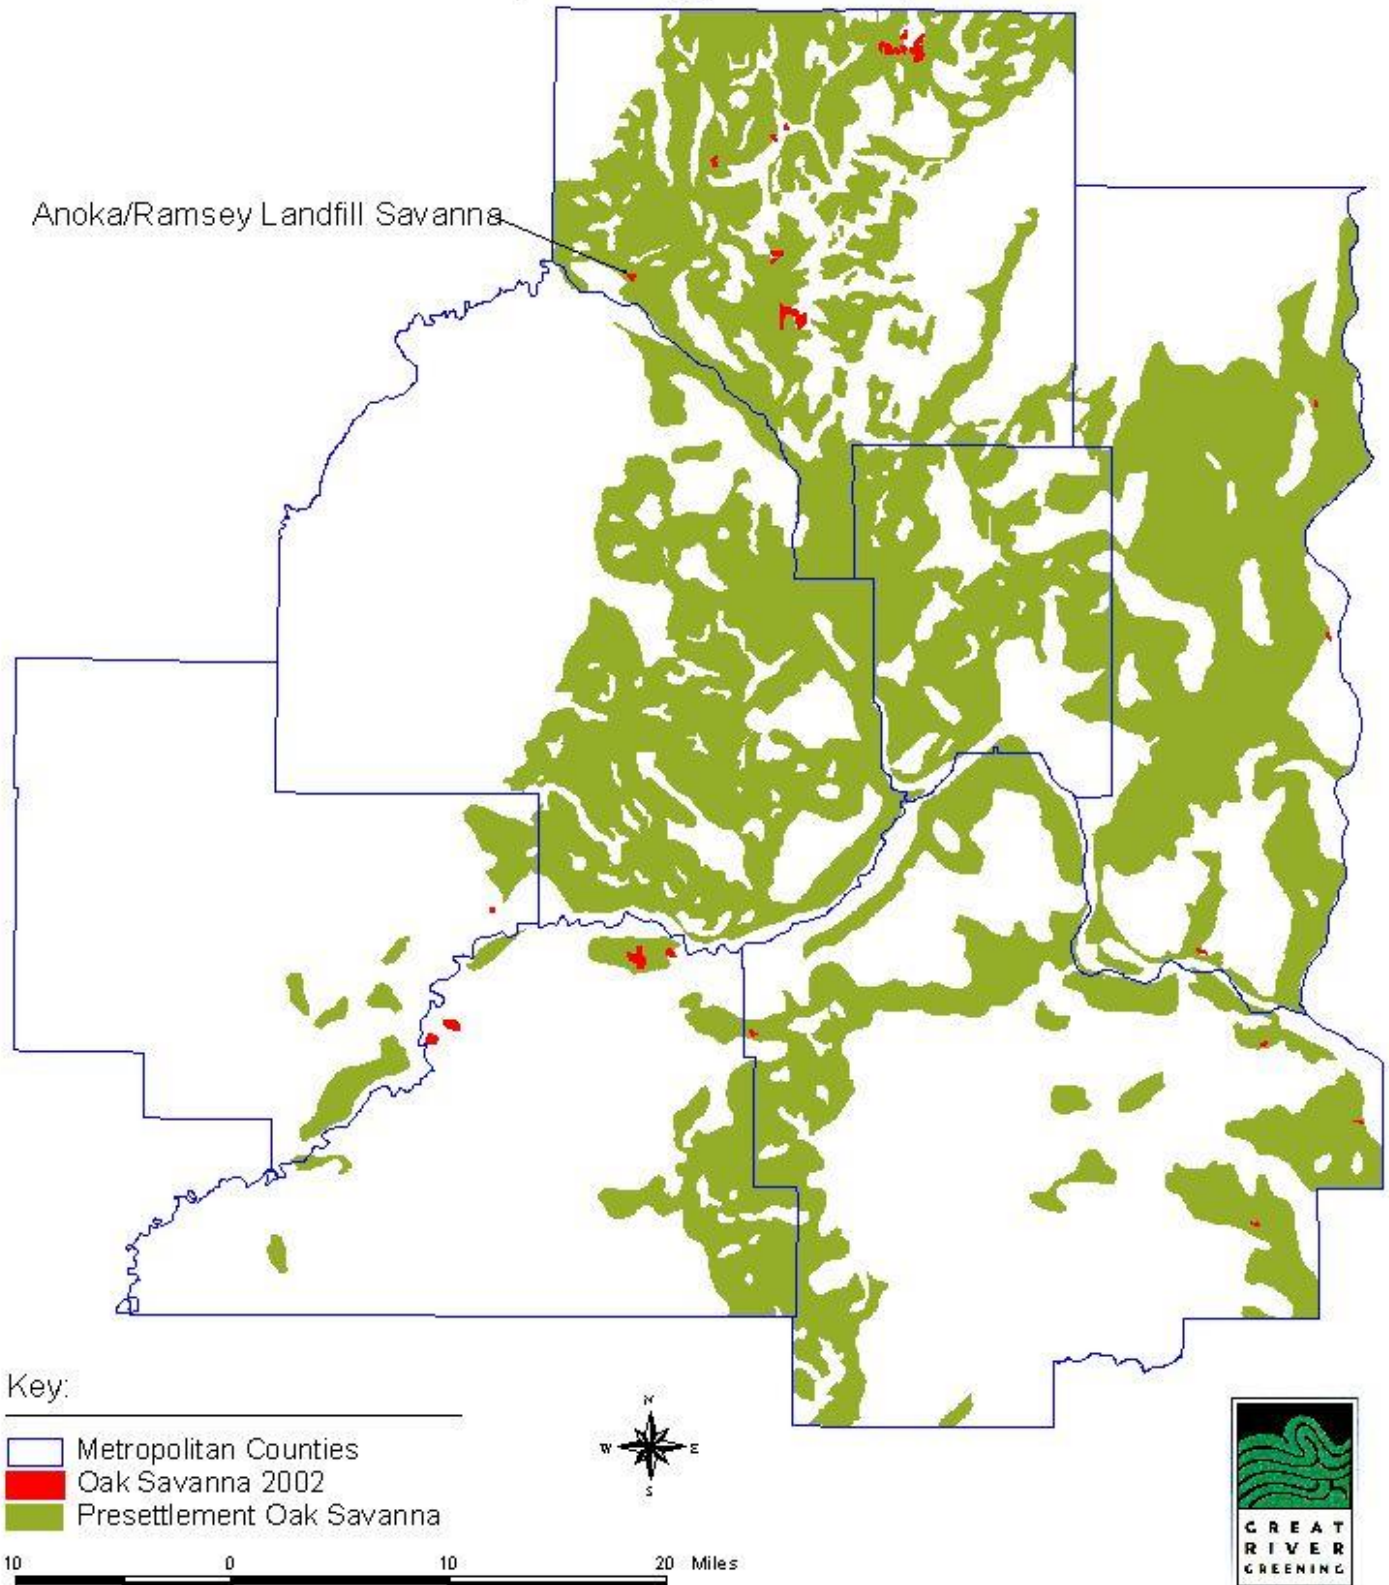 Anoka/Ramsey Landfill Savanna
Key:
Metropolitan Counties
Oak Savanna 2002
Presettlement Oak Savanna
N
W E
S
10 0 10 20 Miles
GREAT
RIVER
GREENING